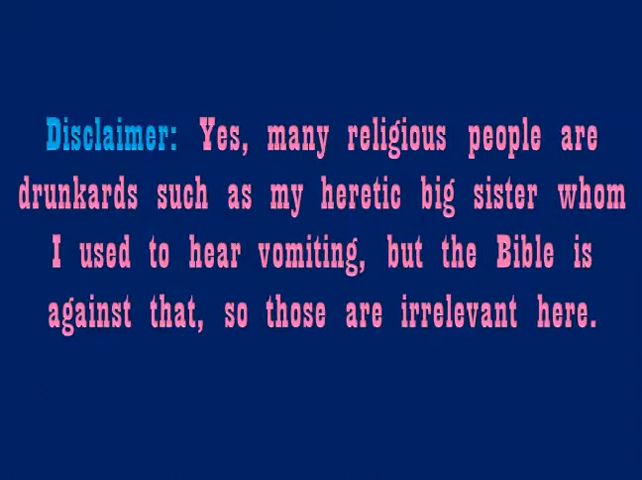 Disclaimer: Yes, many religious people are
drunkards such as my heretic big sister whom
I used to hear vomiting, but the Bible is
against that, so those are irrelevant here.